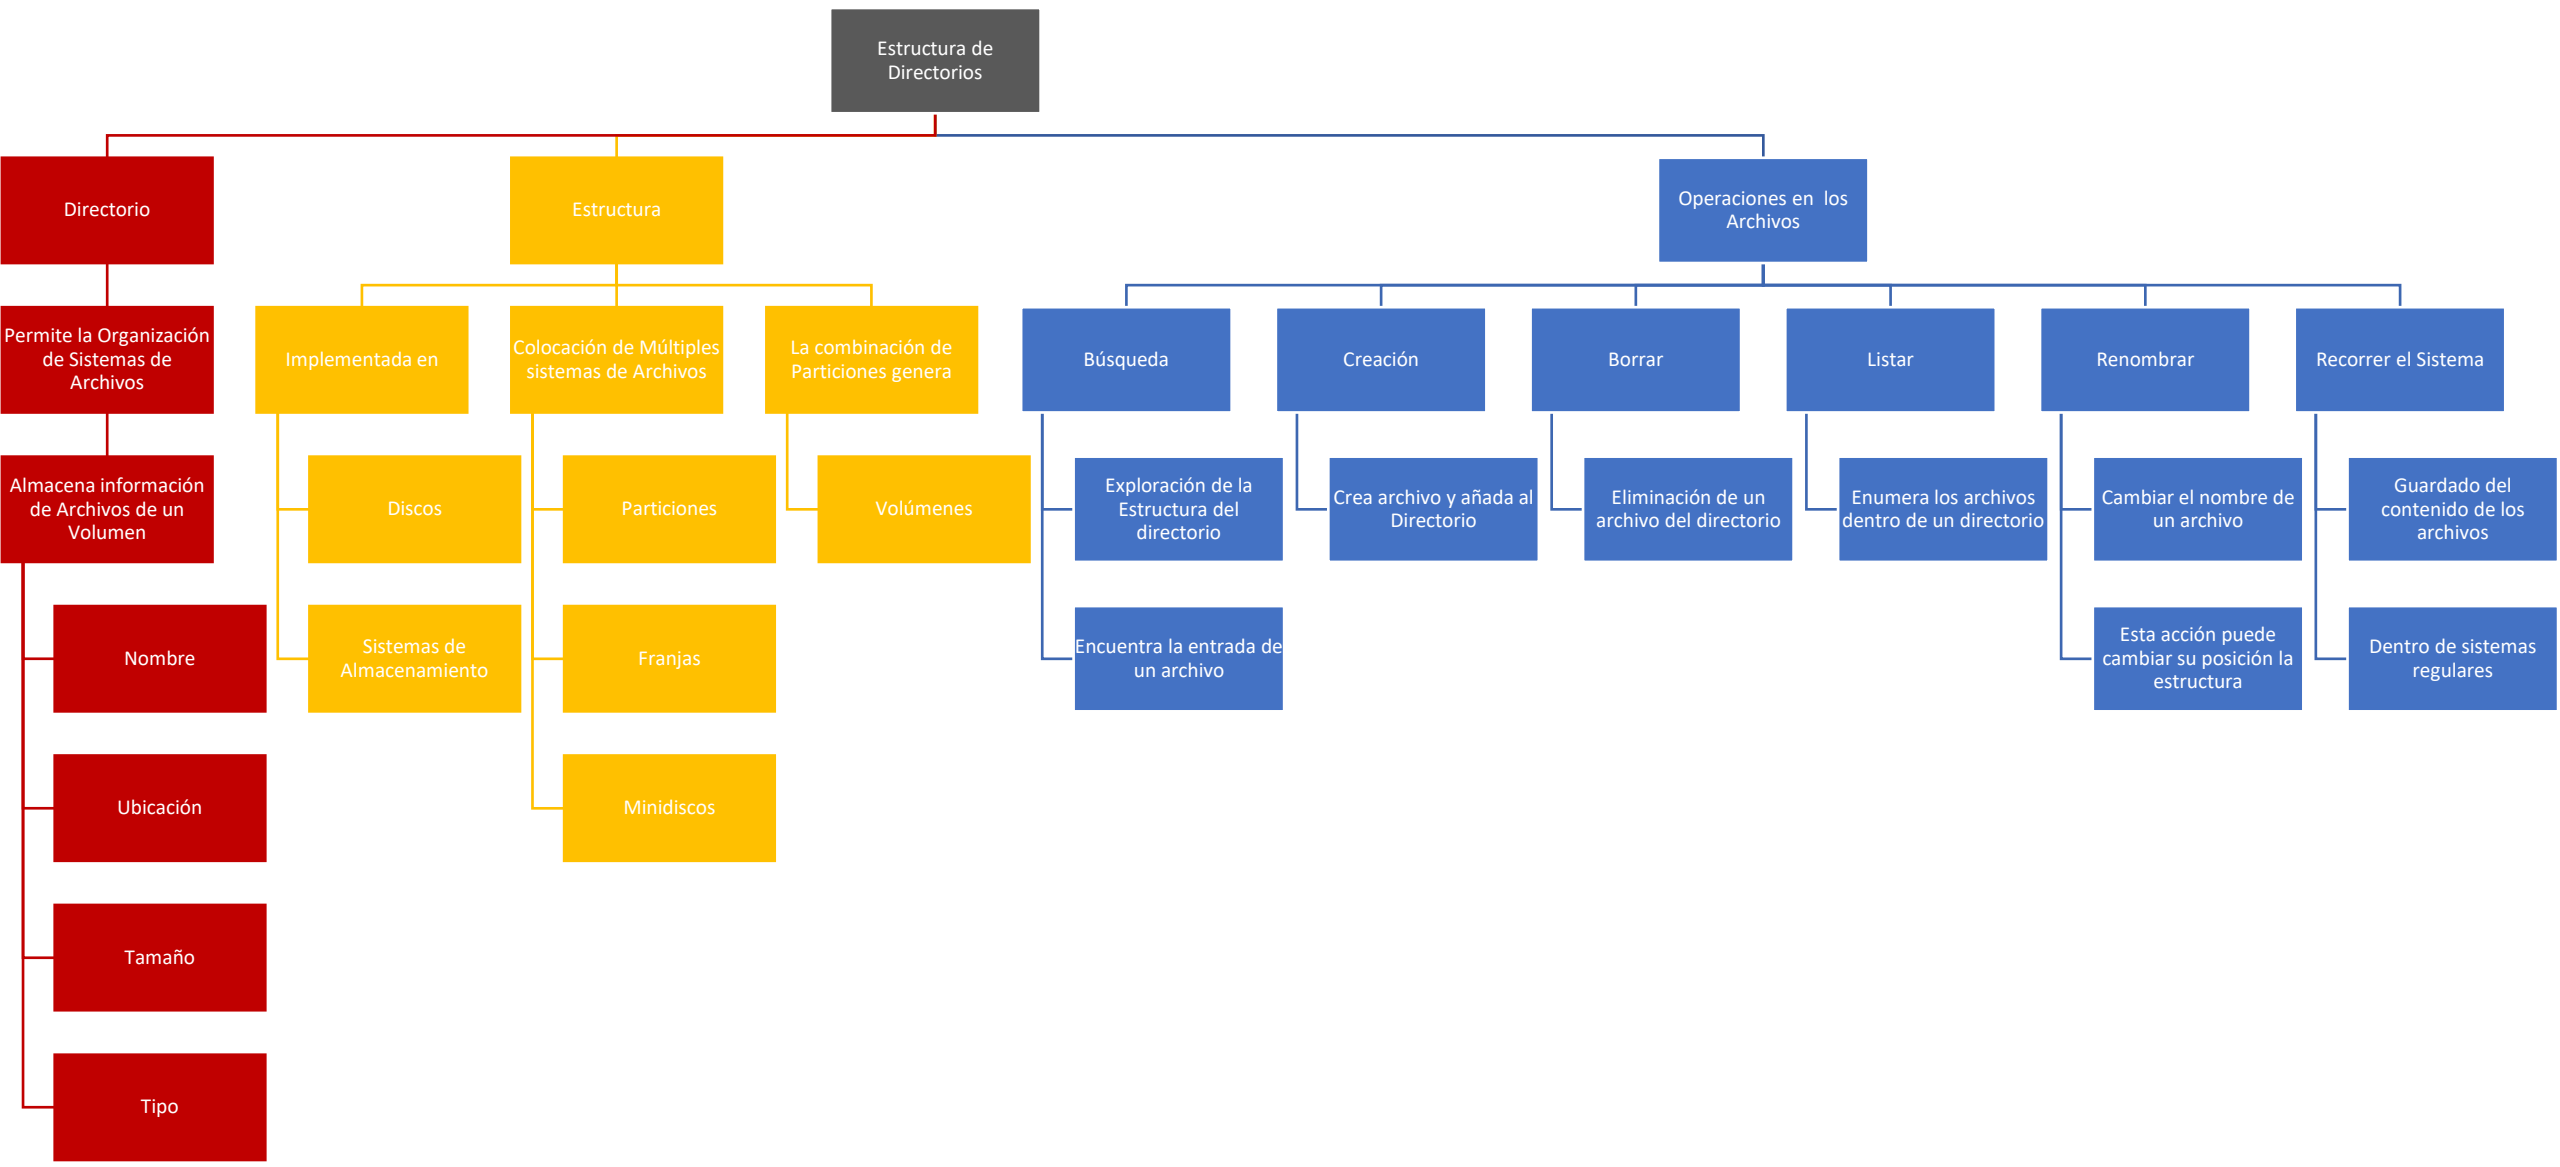 Estructura de
Directorios
Directorio
Estructura
Operaciones en  los
Archivos
Permite la Organización
de Sistemas de
Archivos
Implementada en
Colocación de Múltiples
sistemas de Archivos
La combinación de
Particiones genera
Búsqueda
Creación
Borrar
Listar
Renombrar
Recorrer el Sistema
Almacena información
de Archivos de un
Volumen
Discos
Particiones
Volúmenes
Exploración de la
Estructura del
directorio
Crea archivo y añada al
Directorio
Eliminación de un
archivo del directorio
Enumera los archivos
dentro de un directorio
Cambiar el nombre de
un archivo
Guardado del
contenido de los
archivos
Nombre
Sistemas de
Almacenamiento
Franjas
Encuentra la entrada de
un archivo
Esta acción puede
cambiar su posición la
estructura
Dentro de sistemas
regulares
Ubicación
Minidiscos
Tamaño
Tipo